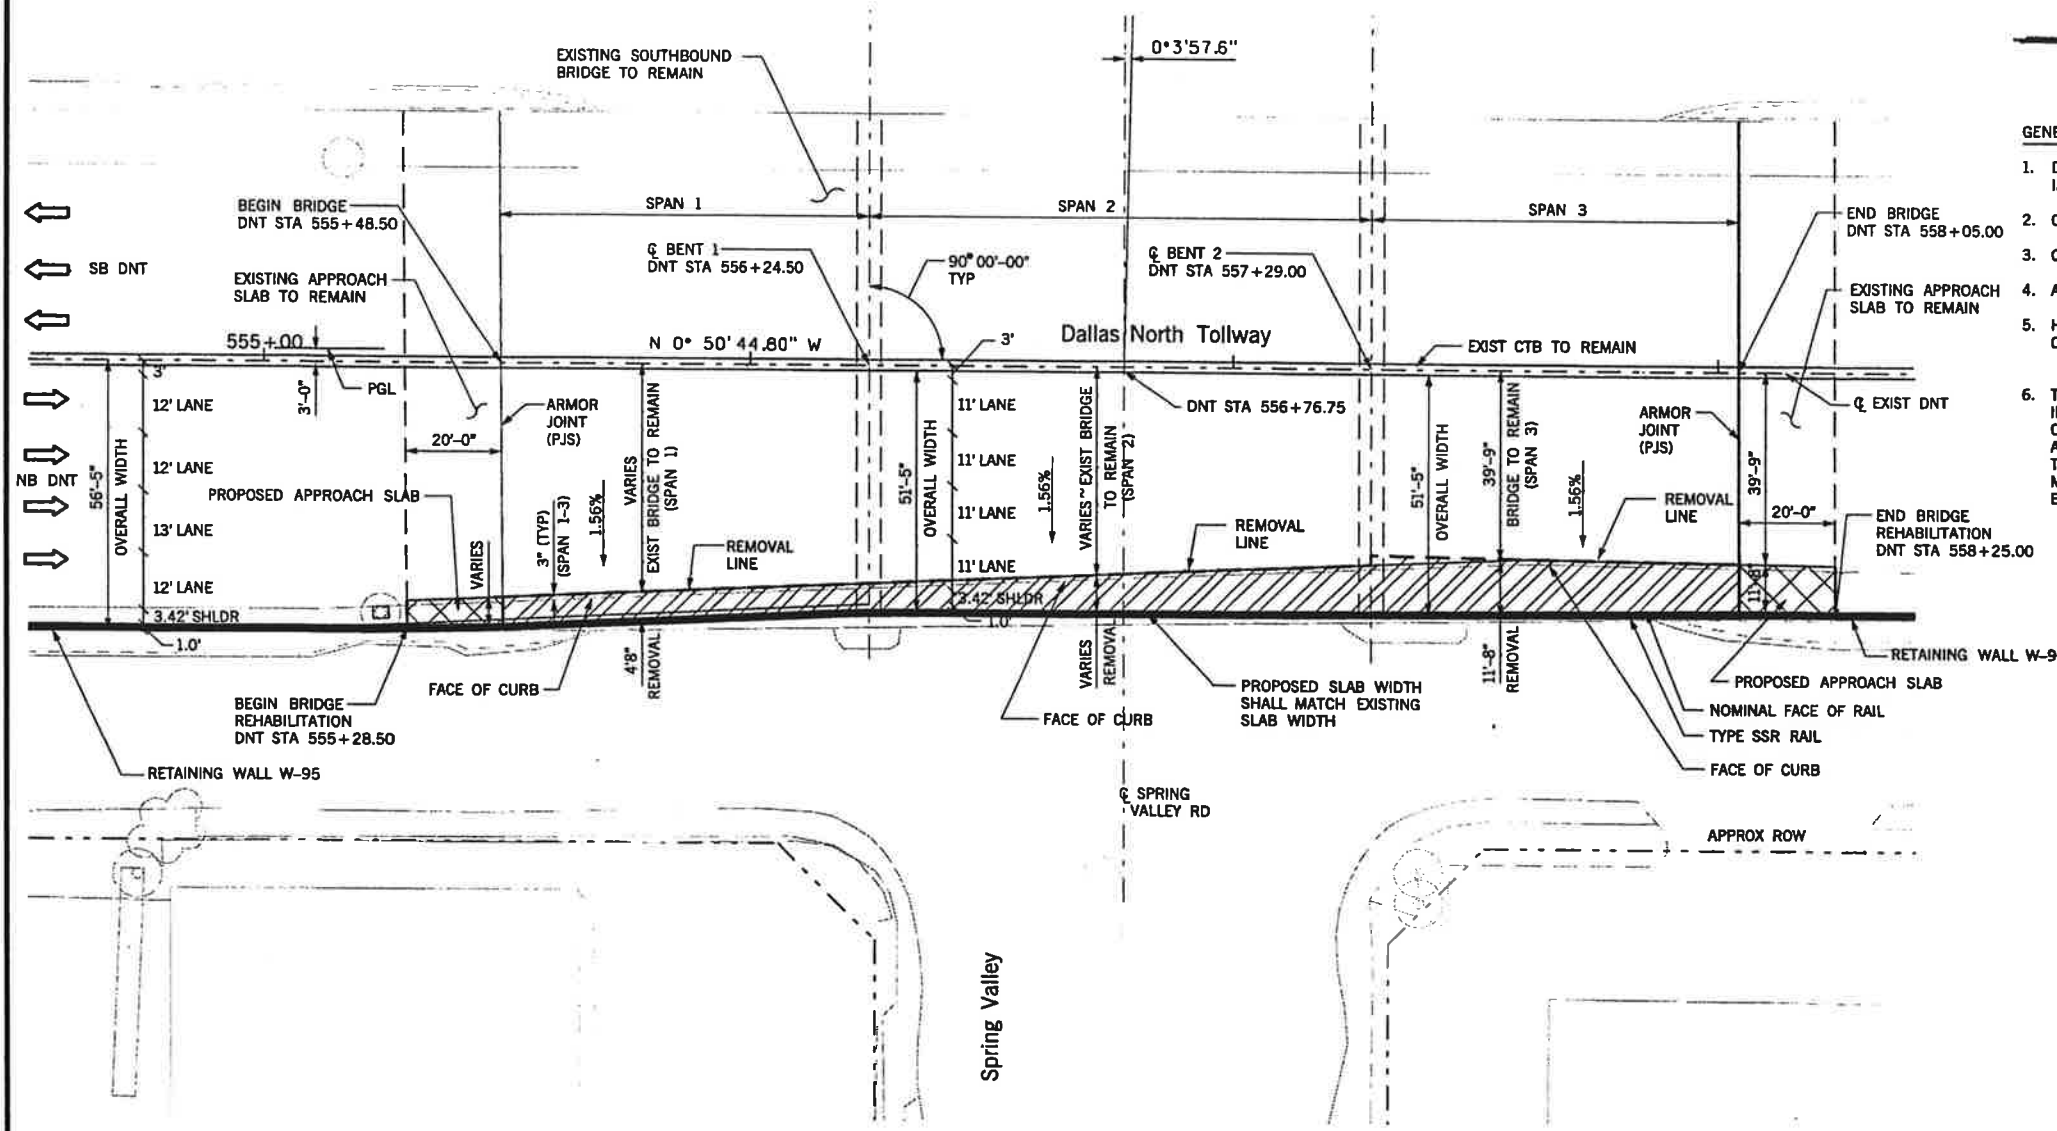 EXISTING SOUTHBOUND
BRIDGE TO REMAIN
0°3'57.6"
GENE
1. D
2. C
3. C
4. A
5. H
C
6. T
II
C
A
T
M
E
BEGIN BRIDGE
DNT STA 555+48.50
SPAN 1
SPAN 2
SPAN 3
END BRIDGE
DNT STA 558+05.00
SB DNT
EXISTING APPROACH
SLAB TO REMAIN
℄ BENT 1
DNT STA 556+24.50
90°00'-00"
TYP
℄ BENT 2
DNT STA 557+29.00
EXISTING APPROACH
SLAB TO REMAIN
555+00
N 0° 50' 44.80" W
3'
Dallas North Tollway
EXIST CTB TO REMAIN
3'
PGL
3'-0"
12' LANE
12' LANE
13' LANE
12' LANE
3.42' SHLDR
1.0'
NB DNT
56'-5"
OVERALL WIDTH
20'-0"
ARMOR
JOINT
(PJS)
PROPOSED APPROACH SLAB
VARIES
3" (TYP)
(SPAN 1-3)
1.56%
VARIES
EXIST BRIDGE TO REMAIN
(SPAN 1)
REMOVAL
LINE
51'-5"
OVERALL WIDTH
11' LANE
11' LANE
11' LANE
11' LANE
3.42' SHLDR
1.0'
1.56%
VARIES~EXIST BRIDGE
TO REMAIN
(SPAN 2)
DNT STA 556+76.75
REMOVAL
LINE
51'-5"
OVERALL WIDTH
39'-9"
BRIDGE TO REMAIN
(SPAN 3)
1.56%
ARMOR
JOINT
(PJS)
REMOVAL
LINE
39'-9"
20'-0"
11'-8"
℄ EXIST DNT
END BRIDGE
REHABILITATION
DNT STA 558+25.00
4'8"
REMOVAL
VARIES
REMOVAL
11'-8"
REMOVAL
FACE OF CURB
BEGIN BRIDGE
REHABILITATION
DNT STA 555+28.50
RETAINING WALL W-95
FACE OF CURB
PROPOSED SLAB WIDTH
SHALL MATCH EXISTING
SLAB WIDTH
RETAINING WALL W-9
PROPOSED APPROACH SLAB
NOMINAL FACE OF RAIL
TYPE SSR RAIL
FACE OF CURB
℄ SPRING
VALLEY RD
APPROX ROW
Spring Valley